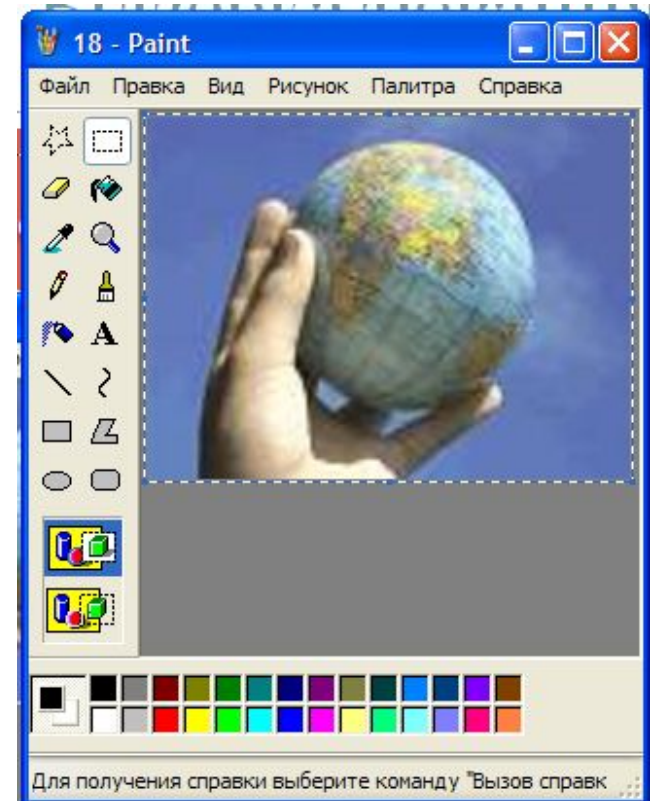 18 - Paint
Файл Правка Вид Рисунок Палитра Справка
A
Для получения справки выберите команду "Вызов справк